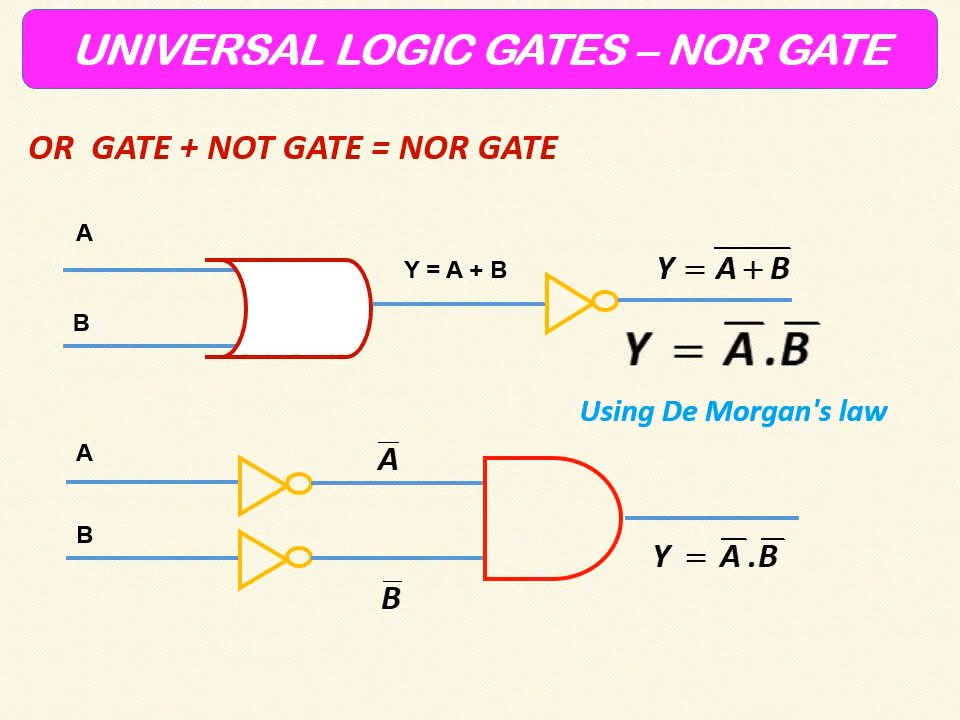 UNIVERSAL LOGIC GATES – NOR GATE
OR GATE + NOT GATE = NOR GATE
A
B
Y = A + B
Y = A̅ ̅+̅ ̅B̅
Y = A̅ .B̅
Using De Morgan's law
A
A̅
B
B̅
Y = A̅ .B̅